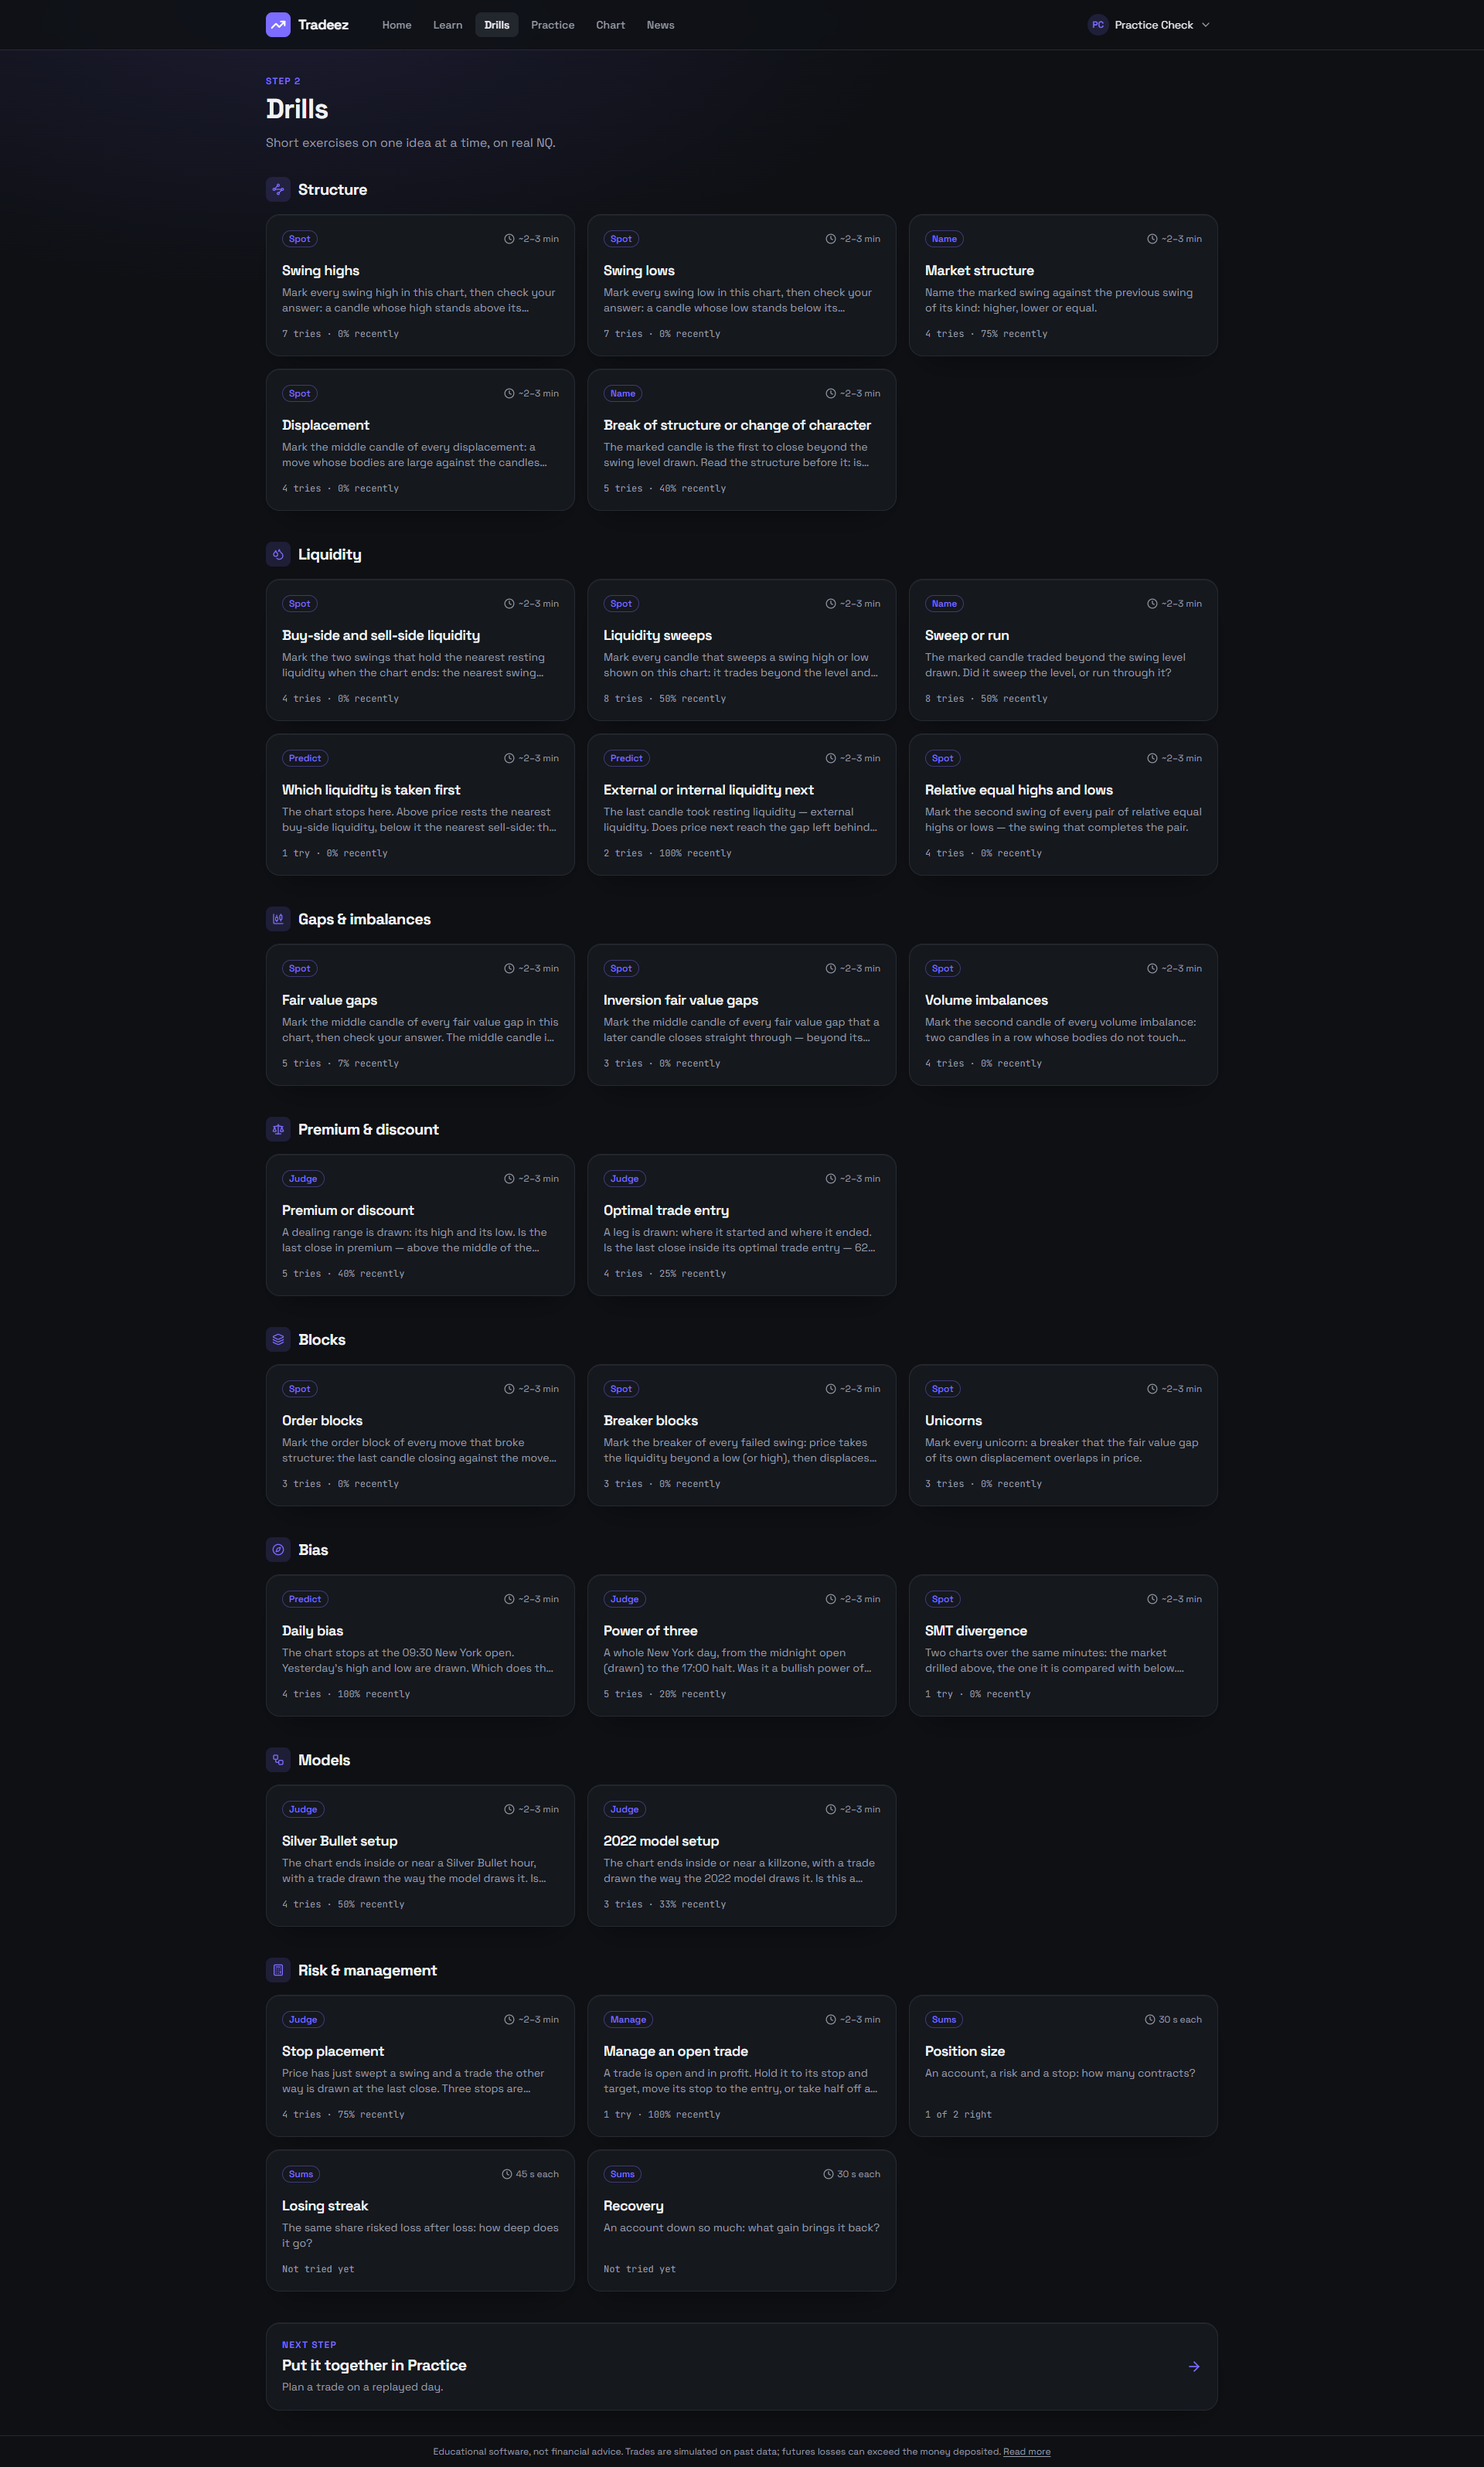 Tradeez
Home
Learn
Drills
Practice
Chart
News
PC
Practice Check
STEP 2
Drills
Short exercises on one idea at a time, on real NQ.
Structure
Spot
~2–3 min
Swing highs
Mark every swing high in this chart, then check your
answer: a candle whose high stands above its…
7 tries · 0% recently
Spot
~2–3 min
Swing lows
Mark every swing low in this chart, then check your
answer: a candle whose low stands below its…
7 tries · 0% recently
Name
~2–3 min
Market structure
Name the marked swing against the previous swing
of its kind: higher, lower or equal.
4 tries · 75% recently
Spot
~2–3 min
Displacement
Mark the middle candle of every displacement: a
move whose bodies are large against the candles…
4 tries · 0% recently
Name
~2–3 min
Break of structure or change of character
The marked candle is the first to close beyond the
swing level drawn. Read the structure before it: is…
5 tries · 40% recently
Liquidity
Spot
~2–3 min
Buy-side and sell-side liquidity
Mark the two swings that hold the nearest resting
liquidity when the chart ends: the nearest swing…
4 tries · 0% recently
Spot
~2–3 min
Liquidity sweeps
Mark every candle that sweeps a swing high or low
shown on this chart: it trades beyond the level and…
8 tries · 50% recently
Name
~2–3 min
Sweep or run
The marked candle traded beyond the swing level
drawn. Did it sweep the level, or run through it?
8 tries · 50% recently
Predict
~2–3 min
Which liquidity is taken first
The chart stops here. Above price rests the nearest
buy-side liquidity, below it the nearest sell-side: th…
1 try · 0% recently
Predict
~2–3 min
External or internal liquidity next
The last candle took resting liquidity — external
liquidity. Does price next reach the gap left behind…
2 tries · 100% recently
Spot
~2–3 min
Relative equal highs and lows
Mark the second swing of every pair of relative equal
highs or lows — the swing that completes the pair.
4 tries · 0% recently
Gaps & imbalances
Spot
~2–3 min
Fair value gaps
Mark the middle candle of every fair value gap in this
chart, then check your answer. The middle candle i…
5 tries · 7% recently
Spot
~2–3 min
Inversion fair value gaps
Mark the middle candle of every fair value gap that a
later candle closes straight through — beyond its…
3 tries · 0% recently
Spot
~2–3 min
Volume imbalances
Mark the second candle of every volume imbalance:
two candles in a row whose bodies do not touch…
4 tries · 0% recently
Premium & discount
Judge
~2–3 min
Premium or discount
A dealing range is drawn: its high and its low. Is the
last close in premium — above the middle of the…
5 tries · 40% recently
Judge
~2–3 min
Optimal trade entry
A leg is drawn: where it started and where it ended.
Is the last close inside its optimal trade entry — 62…
4 tries · 25% recently
Blocks
Spot
~2–3 min
Order blocks
Mark the order block of every move that broke
structure: the last candle closing against the move…
3 tries · 0% recently
Spot
~2–3 min
Breaker blocks
Mark the breaker of every failed swing: price takes
the liquidity beyond a low (or high), then displaces…
3 tries · 0% recently
Spot
~2–3 min
Unicorns
Mark every unicorn: a breaker that the fair value gap
of its own displacement overlaps in price.
3 tries · 0% recently
Bias
Predict
~2–3 min
Daily bias
The chart stops at the 09:30 New York open.
Yesterday's high and low are drawn. Which does th…
4 tries · 100% recently
Judge
~2–3 min
Power of three
A whole New York day, from the midnight open
(drawn) to the 17:00 halt. Was it a bullish power of…
5 tries · 20% recently
Spot
~2–3 min
SMT divergence
Two charts over the same minutes: the market
drilled above, the one it is compared with below.…
1 try · 0% recently
Models
Judge
~2–3 min
Silver Bullet setup
The chart ends inside or near a Silver Bullet hour,
with a trade drawn the way the model draws it. Is…
4 tries · 50% recently
Judge
~2–3 min
2022 model setup
The chart ends inside or near a killzone, with a trade
drawn the way the 2022 model draws it. Is this a…
3 tries · 33% recently
Risk & management
Judge
~2–3 min
Stop placement
Price has just swept a swing and a trade the other
way is drawn at the last close. Three stops are…
4 tries · 75% recently
Manage
~2–3 min
Manage an open trade
A trade is open and in profit. Hold it to its stop and
target, move its stop to the entry, or take half off a…
1 try · 100% recently
Sums
30 s each
Position size
An account, a risk and a stop: how many contracts?
1 of 2 right
Sums
45 s each
Losing streak
The same share risked loss after loss: how deep does
it go?
Not tried yet
Sums
30 s each
Recovery
An account down so much: what gain brings it back?
Not tried yet
NEXT STEP
Put it together in Practice
Plan a trade on a replayed day.
Educational software, not financial advice. Trades are simulated on past data; futures losses can exceed the money deposited. Read more